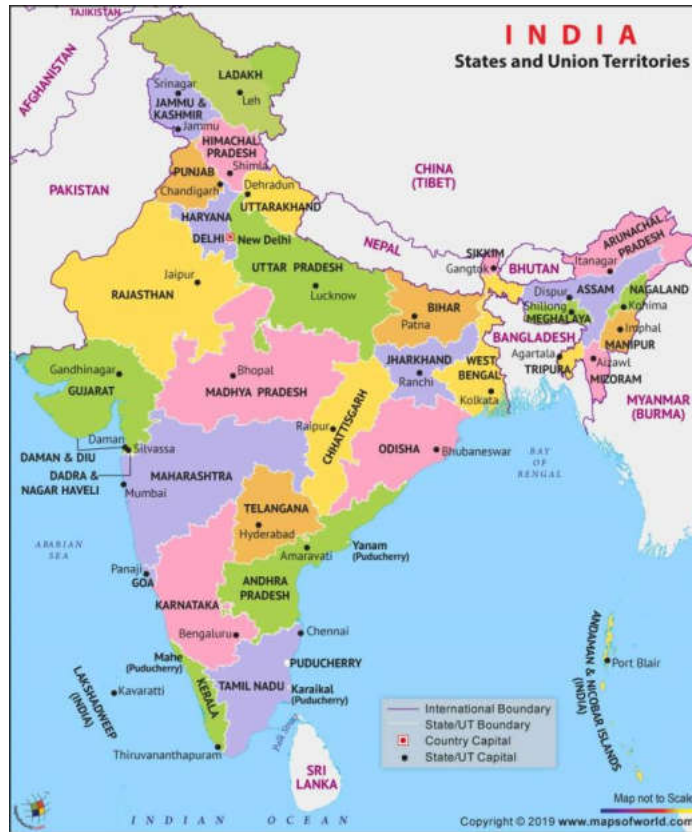 INDIA
States and Union Territories
TAJIKISTAN
AFGHANISTAN
PAKISTAN
CHINA
(TIBET)
NEPAL
BHUTAN
BANGLADESH
MYANMAR
(BURMA)
SRI
LANKA
LADAKH
Leh
Srinagar
JAMMU &
KASHMIR
Jammu
HIMACHAL
PRADESH
Shimla
PUNJAB
Chandigarh
Dehradun
UTTARAKHAND
HARYANA
DELHI
New Delhi
RAJASTHAN
Jaipur
UTTAR PRADESH
Lucknow
BIHAR
Patna
SIKKIM
Gangtok
ARUNACHAL
PRADESH
Itanagar
ASSAM
Dispur
NAGALAND
Kohima
Shillong
MEGHALAYA
Imphal
MANIPUR
Agartala
TRIPURA
Aizawl
MIZORAM
GUJARAT
Gandhinagar
MADHYA PRADESH
Bhopal
JHARKHAND
Ranchi
WEST
BENGAL
Kolkata
CHHATTISGARH
Raipur
ODISHA
Bhubaneswar
BAY
OF
BENGAL
Daman
Silvassa
DAMAN & DIU
DADRA &
NAGAR HAVELI
MAHARASHTRA
Mumbai
TELANGANA
Hyderabad
ARABIAN
SEA
Panaji
GOA
Amaravati
Yanam
(Puducherry)
ANDHRA
PRADESH
KARNATAKA
Bengaluru
Chennai
Mahe
(Puducherry)
PUDUCHERRY
TAMIL NADU
Karaikal
(Puducherry)
KERALA
LAKSHADWEEP
(INDIA)
Kavaratti
Thiruvananthapuram
Palk Strait
ANDAMAN & NICOBAR ISLANDS
(INDIA)
Port Blair
International Boundary
State/UT Boundary
Country Capital
State/UT Capital
INDIAN OCEAN
Map not to Scale
Copyright © 2019 www.mapsofworld.com